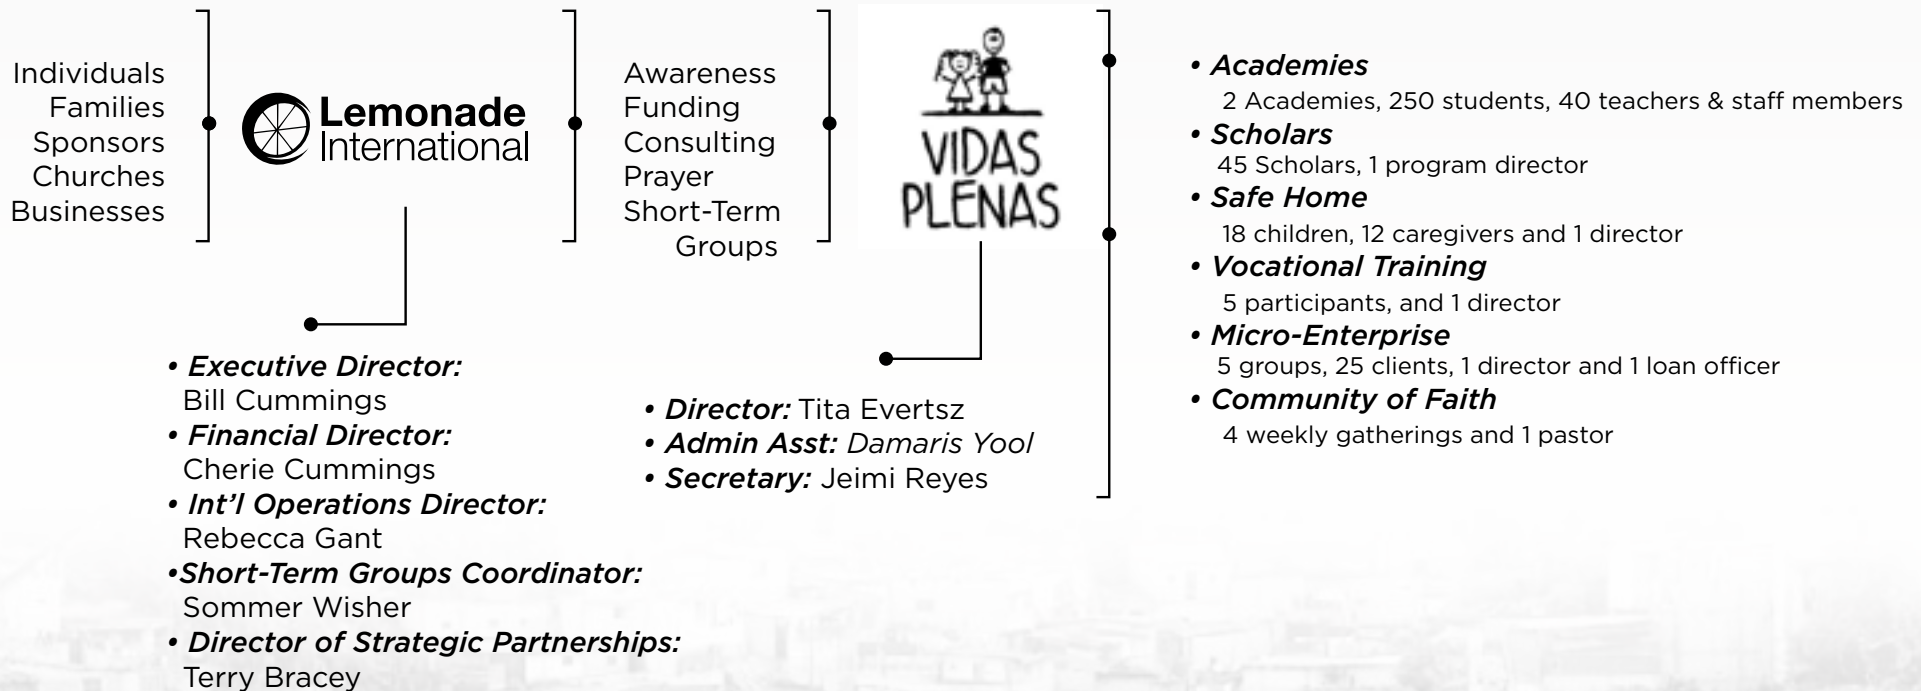 Individuals
Families
Sponsors
Churches
Businesses
Lemonade
International
Awareness
Funding
Consulting
Prayer
Short-Term
Groups
VIDAS
PLENAS
• Academies
2 Academies, 250 students, 40 teachers & staff members
• Scholars
45 Scholars, 1 program director
• Safe Home
18 children, 12 caregivers and 1 director
• Vocational Training
5 participants, and 1 director
• Micro-Enterprise
5 groups, 25 clients, 1 director and 1 loan officer
• Community of Faith
4 weekly gatherings and 1 pastor
• Executive Director:
Bill Cummings
• Financial Director:
Cherie Cummings
• Int’l Operations Director:
Rebecca Gant
•Short-Term Groups Coordinator:
Sommer Wisher
• Director of Strategic Partnerships:
Terry Bracey
• Director: Tita Evertsz
• Admin Asst: Damaris Yool
• Secretary: Jeimi Reyes